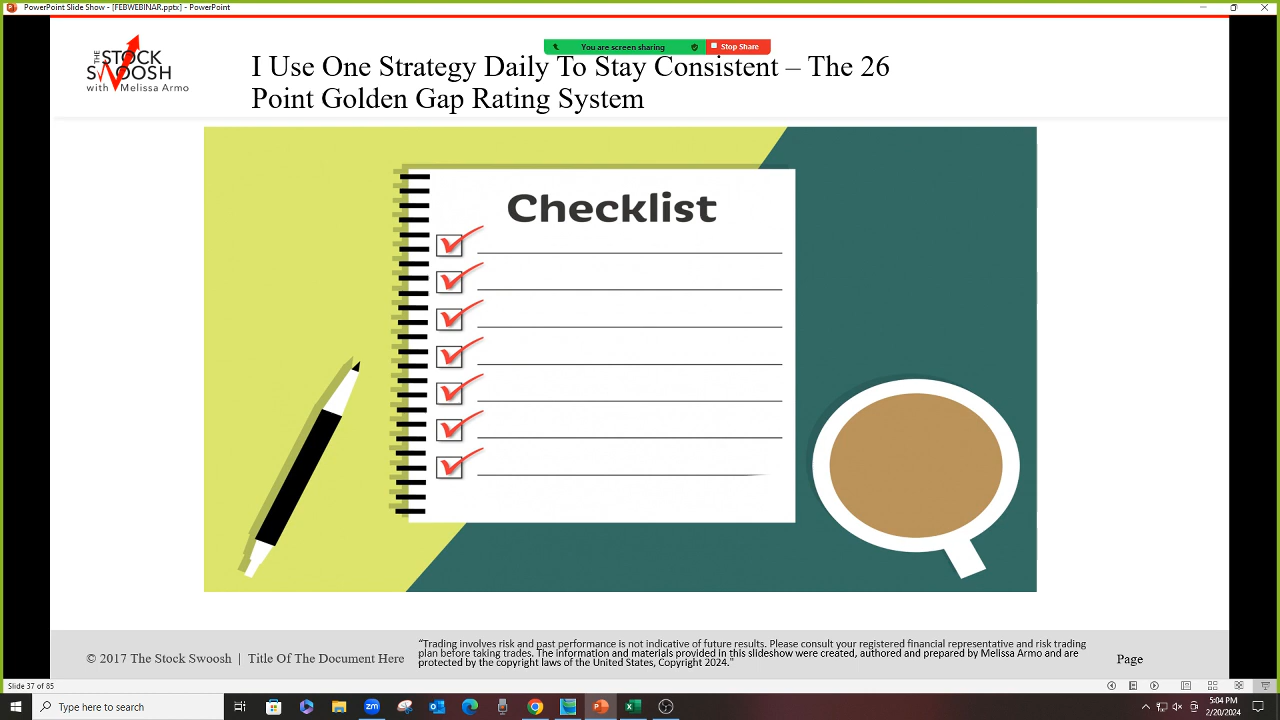 PowerPoint Slide Show - [FEBWEBINAR.pptx] - PowerPoint
You are screen sharing
Stop Share
THE STOCK
SWOOSH
with Melissa Armo
I Use One Strategy Daily To Stay Consistent – The 26
Point Golden Gap Rating System
Checklist
© 2017 The Stock Swoosh | Title Of The Document Here
"Trading involves risk and past performance is not indicative of future results. Please consult your registered financial representative and risk trading
plan before taking trades. The information and materials provided in this slideshow were created, authored and prepared by Melissa Armo and are
protected by the copyright laws of the United States, Copyright 2024."
Page
Slide 37 of 85
Type here to search
5:04 PM
2/20/2024